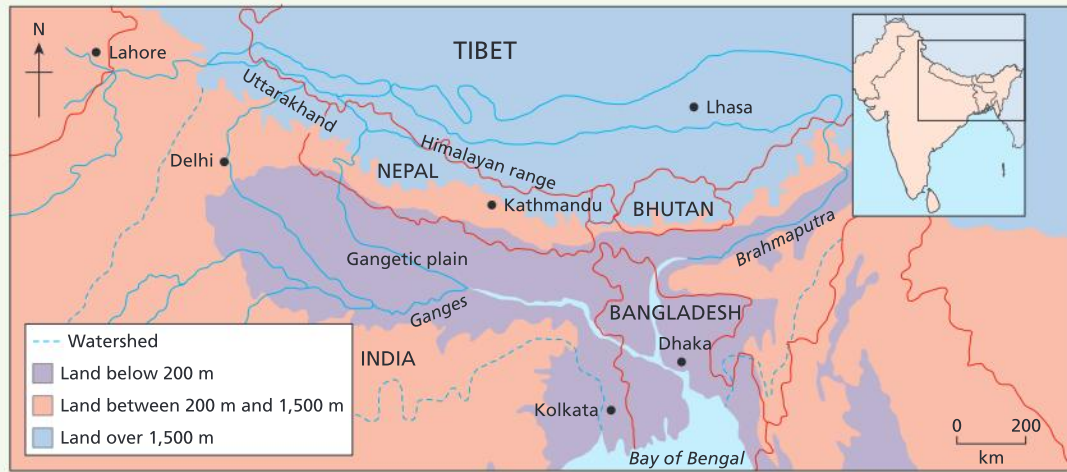 N
Lahore
TIBET
Uttarakhand
Lhasa
Delhi
Himalayan range
NEPAL
Kathmandu
BHUTAN
Brahmaputra
Gangetic plain
Ganges
BANGLADESH
Dhaka
INDIA
Kolkata
Bay of Bengal
Watershed
Land below 200 m
Land between 200 m and 1,500 m
Land over 1,500 m
0 200
km